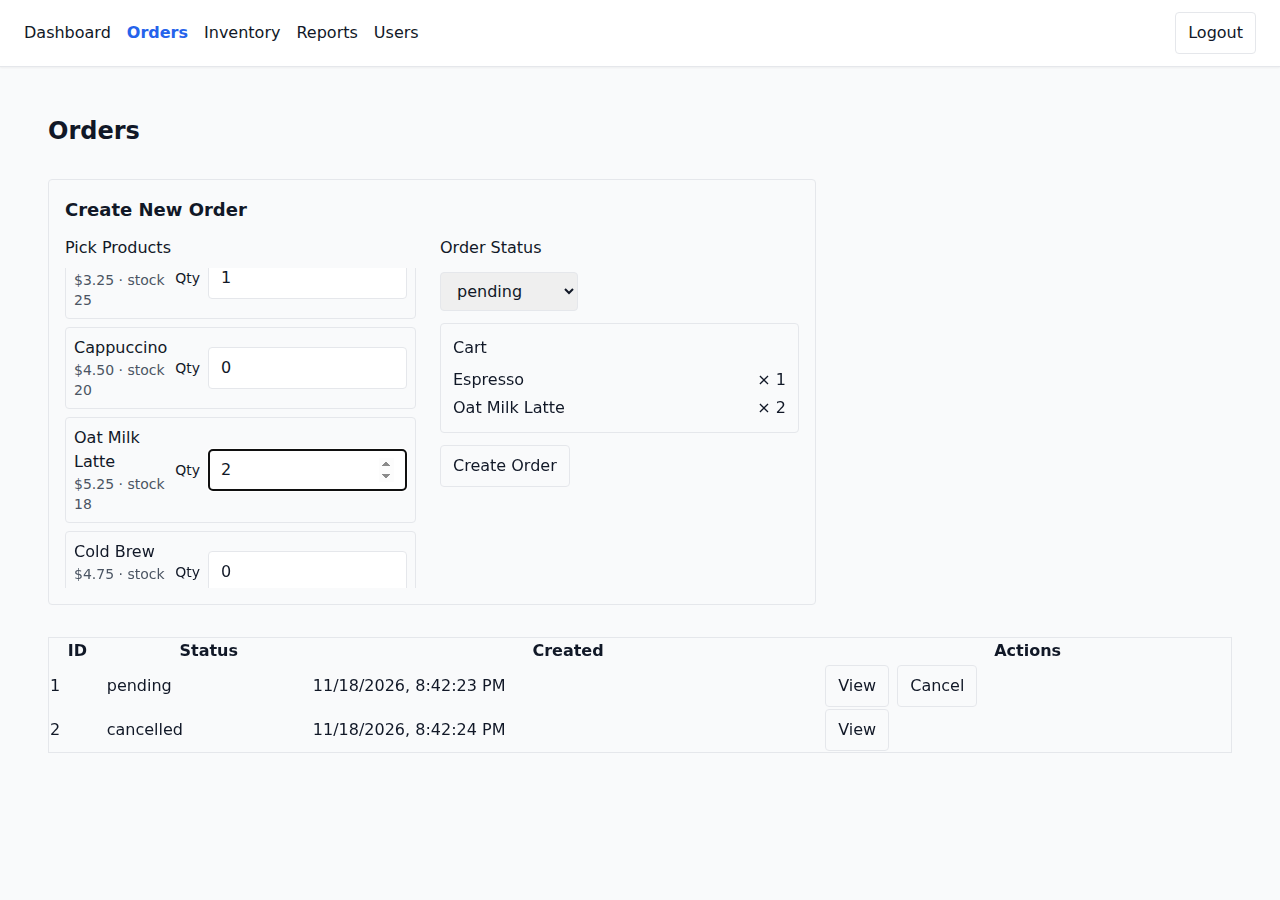 Dashboard Orders Inventory Reports Users Logout
Orders
Create New Order
Pick Products
$3.25 · stock 25
Qty 1
Cappuccino
$4.50 · stock 20
Qty 0
Oat Milk Latte
$5.25 · stock 18
Qty 2
Cold Brew
$4.75 · stock
Qty 0
Order Status
pending
Cart
Espresso × 1
Oat Milk Latte × 2
Create Order
ID Status Created Actions
1 pending 11/18/2026, 8:42:23 PM View Cancel
2 cancelled 11/18/2026, 8:42:24 PM View